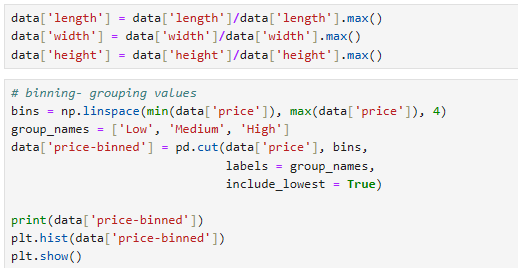 data['length'] = data['length']/data['length'].max()
data['width'] = data['width']/data['width'].max()
data['height'] = data['height']/data['height'].max()
# binning- grouping values
bins = np.linspace(min(data['price']), max(data['price']), 4)
group_names = ['Low', 'Medium', 'High']
data['price-binned'] = pd.cut(data['price'], bins,
                              labels = group_names,
                              include_lowest = True)
print(data['price-binned'])
plt.hist(data['price-binned'])
plt.show()